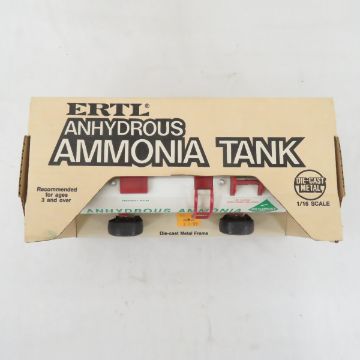 ERTL®
ANHYDROUS
AMMONIA TANK
Recommended
for ages
3 and over
DIE-CAST
METAL
1/16 SCALE
ANHYDROUS AMMONIA
Die-cast Metal Frame